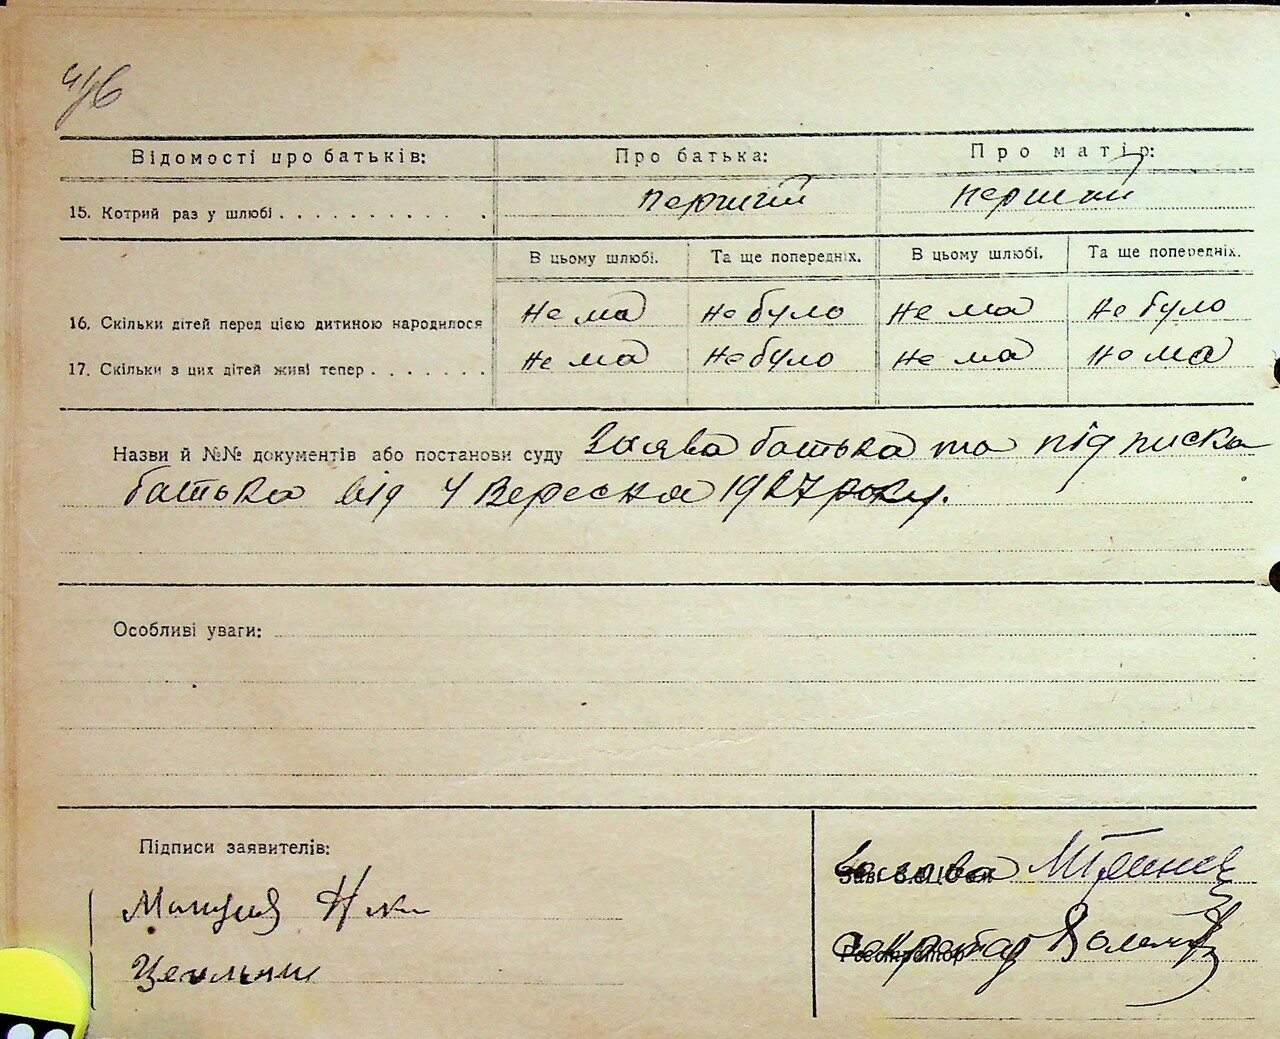 Відомості про батьків: Про батька: Про матір:
15. Котрий раз у шлюбі . . . . . . . . . . . . перший перший
В цьому шлюбі. Та ще попередніх. В цьому шлюбі. Та ще попередніх.
16. Скільки дітей перед цією дитиною народилося не ма не було не ма не було
17. Скільки з цих дітей живі тепер . . . . . . . не ма не було не ма не ма
Назви й №№ документів або постанови суду Заява батька та підписка
батька від 4 вересня 1927 року.
Особливі уваги:
Підписи заявителів:
Голова
Секретар
Реєстратор